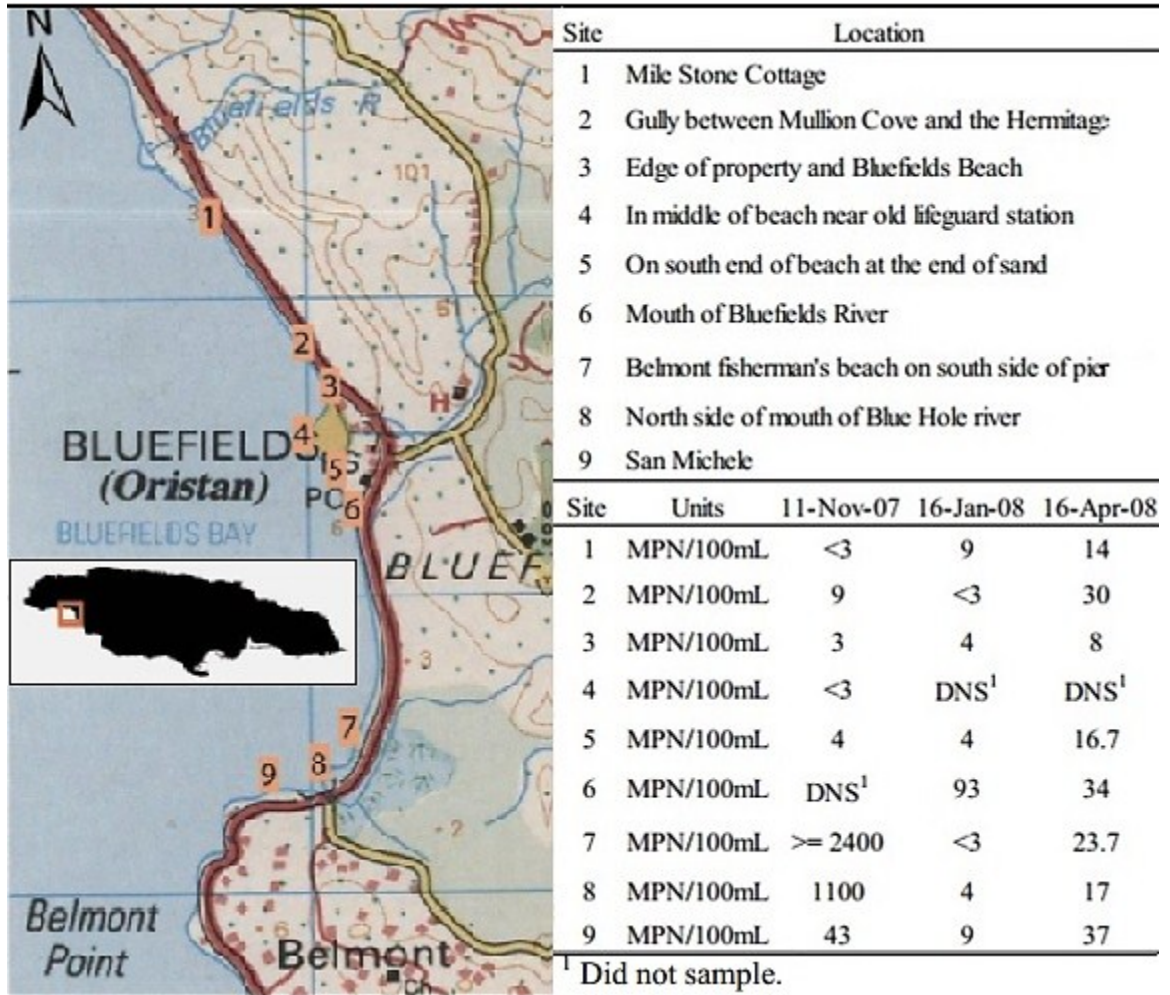 N
Bluefields R
101
3
1
5
2
3
H
4
BLUEFIELDS
(Oristan)
5
PO
6
6
BLUEFIELDS BAY
BLUEF
3
7
8
9
2
6
Belmont
Point
Belmont
Ch
Site Location
1 Mile Stone Cottage
2 Gully between Mullion Cove and the Hermitage
3 Edge of property and Bluefields Beach
4 In middle of beach near old lifeguard station
5 On south end of beach at the end of sand
6 Mouth of Bluefields River
7 Belmont fisherman's beach on south side of pier
8 North side of mouth of Blue Hole river
9 San Michele
Site Units 11-Nov-07 16-Jan-08 16-Apr-08
1 MPN/100mL <3 9 14
2 MPN/100mL 9 <3 30
3 MPN/100mL 3 4 8
4 MPN/100mL <3 DNS¹ DNS¹
5 MPN/100mL 4 4 16.7
6 MPN/100mL DNS¹ 93 34
7 MPN/100mL >= 2400 <3 23.7
8 MPN/100mL 1100 4 17
9 MPN/100mL 43 9 37
¹ Did not sample.